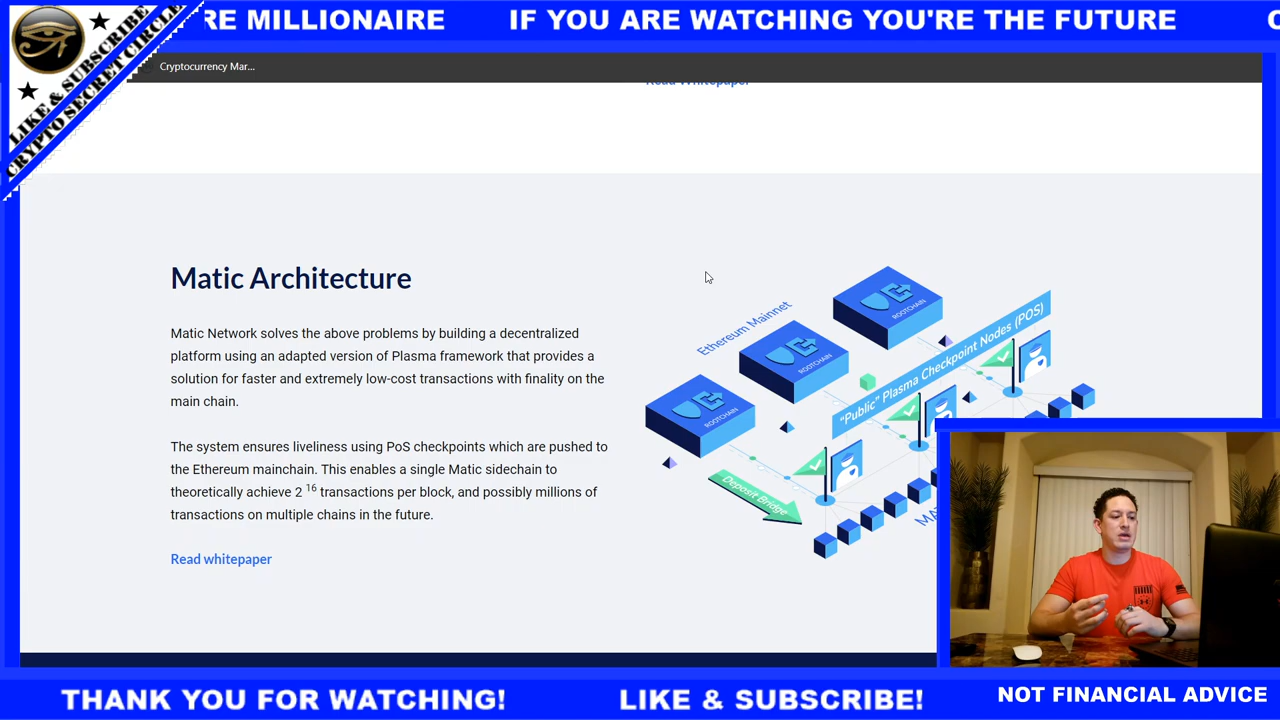 RE MILLIONAIRE
IF YOU ARE WATCHING YOU'RE THE FUTURE
LIKE & SUBSCRIBE
CRYPTO SECRET CIRCLE
Cryptocurrency Mar...
Read Whitepaper
Matic Architecture
Matic Network solves the above problems by building a decentralized
platform using an adapted version of Plasma framework that provides a
solution for faster and extremely low-cost transactions with finality on the
main chain.
The system ensures liveliness using PoS checkpoints which are pushed to
the Ethereum mainchain. This enables a single Matic sidechain to
theoretically achieve 2 16 transactions per block, and possibly millions of
transactions on multiple chains in the future.
Read whitepaper
Ethereum Mainnet
ROOTCHAIN
ROOTCHAIN
ROOTCHAIN
"Public" Plasma Checkpoint Nodes (POS)
Deposit Bridge
THANK YOU FOR WATCHING!
LIKE & SUBSCRIBE!
NOT FINANCIAL ADVICE